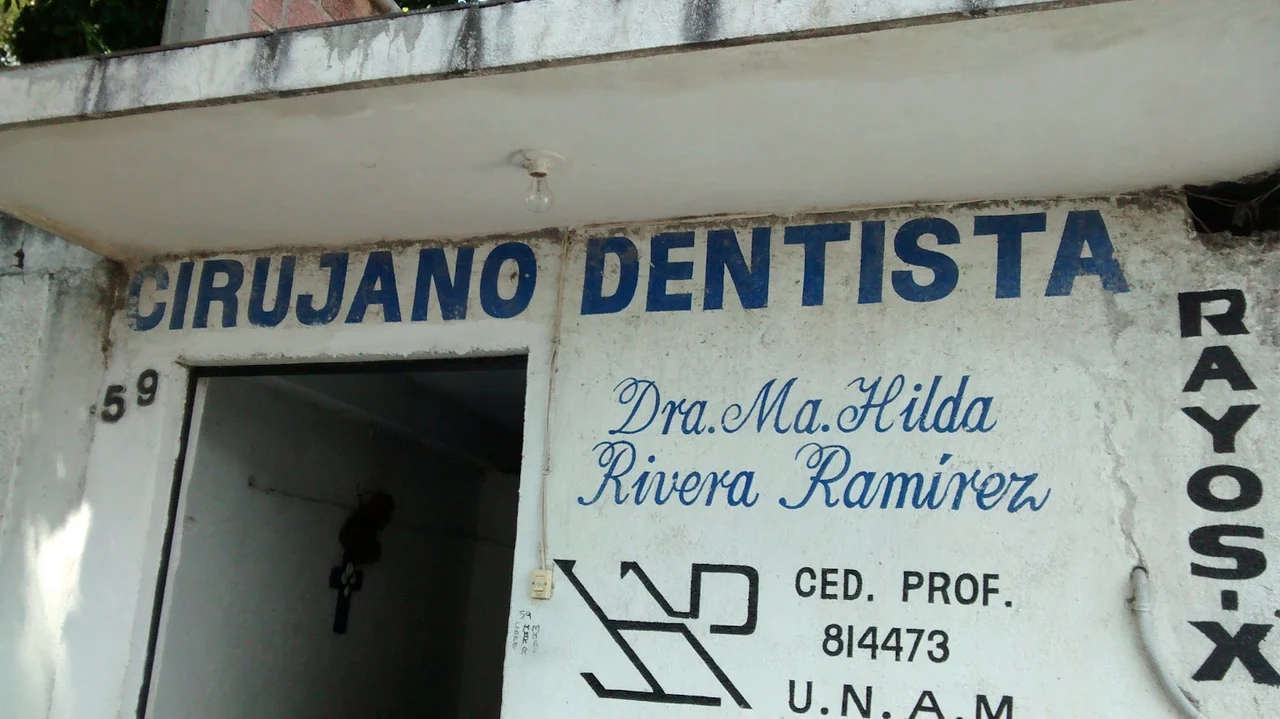 CIRUJANO DENTISTA
59
Dra. Ma. Hilda
Rivera Ramírez
CED. PROF.
814473
U.N.A.M
RAYOS-X